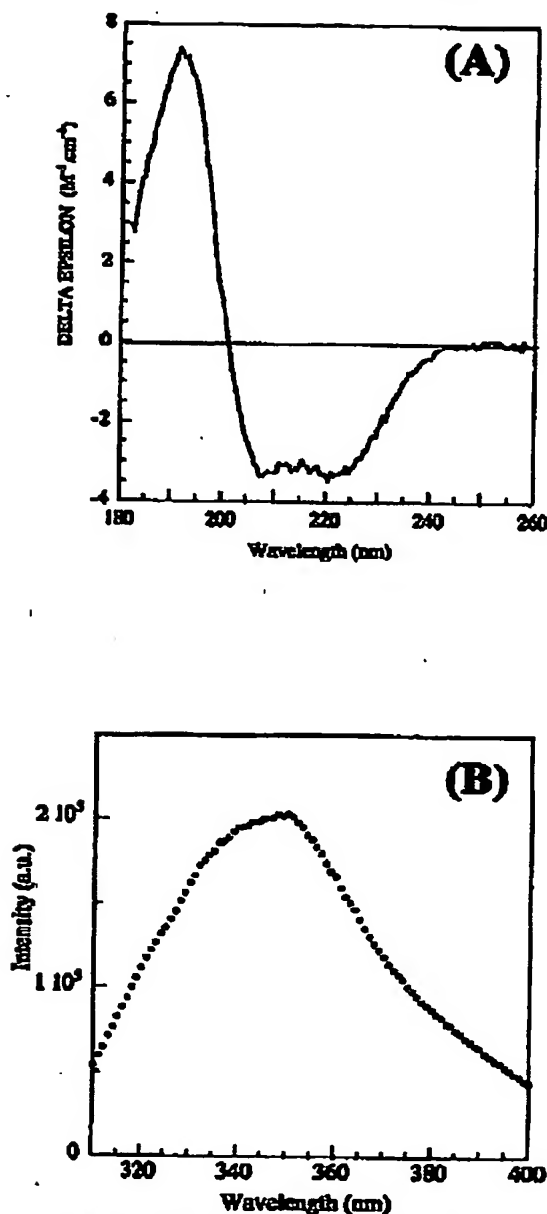 (A)
8
6
4
2
0
-2
-4
DELTA EPSILON (M⁻¹.cm⁻¹)
180 200 220 240 260
Wavelength (nm)
(B)
2 10⁵
1 10⁵
0
Intensity (a.u.)
320 340 360 380 400
Wavelength (nm)